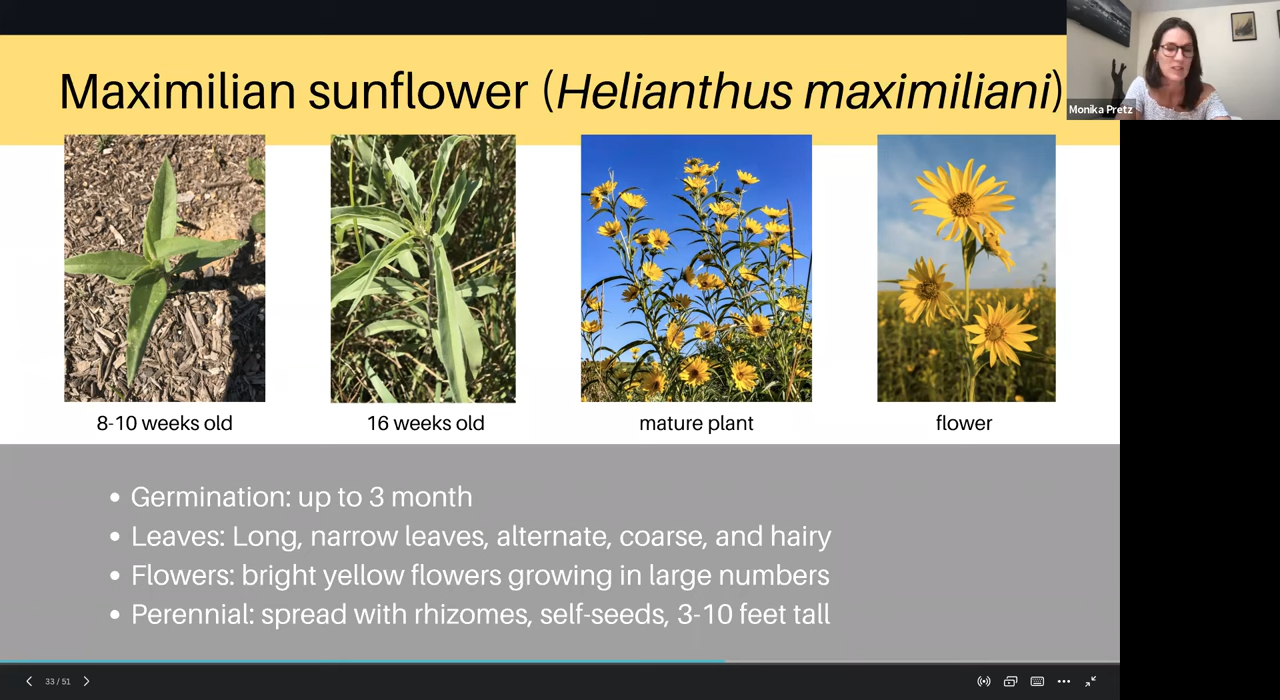 Maximilian sunflower (Helianthus maximiliani)
Monika Pretz
8-10 weeks old
16 weeks old
mature plant
flower
• Germination: up to 3 month
• Leaves: Long, narrow leaves, alternate, coarse, and hairy
• Flowers: bright yellow flowers growing in large numbers
• Perennial: spread with rhizomes, self-seeds, 3-10 feet tall
33 / 51